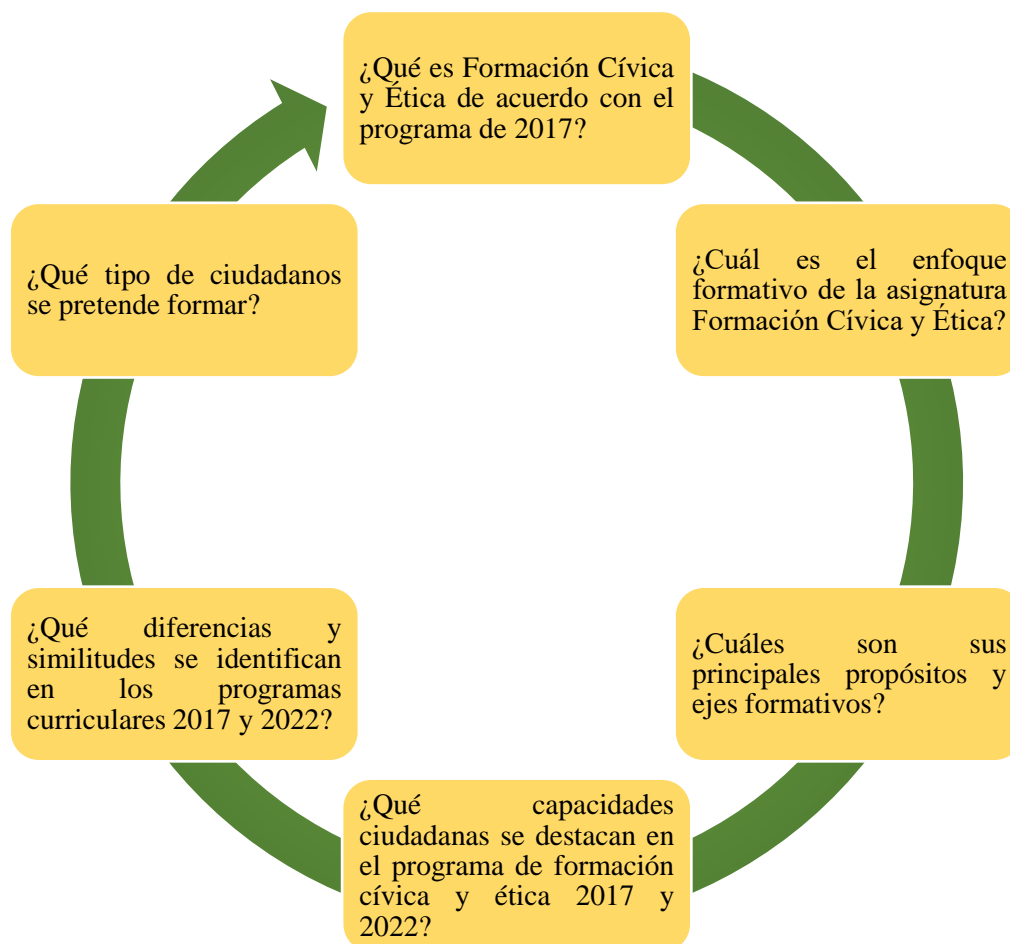 ¿Qué es Formación Cívica
y Ética de acuerdo con el
programa de 2017?
¿Cuál es el enfoque
formativo de la asignatura
Formación Cívica y Ética?
¿Cuáles son sus
principales propósitos y
ejes formativos?
¿Qué capacidades
ciudadanas se destacan en
el programa de formación
cívica y ética 2017 y
2022?
¿Qué diferencias y
similitudes se identifican
en los programas
curriculares 2017 y 2022?
¿Qué tipo de ciudadanos
se pretende formar?